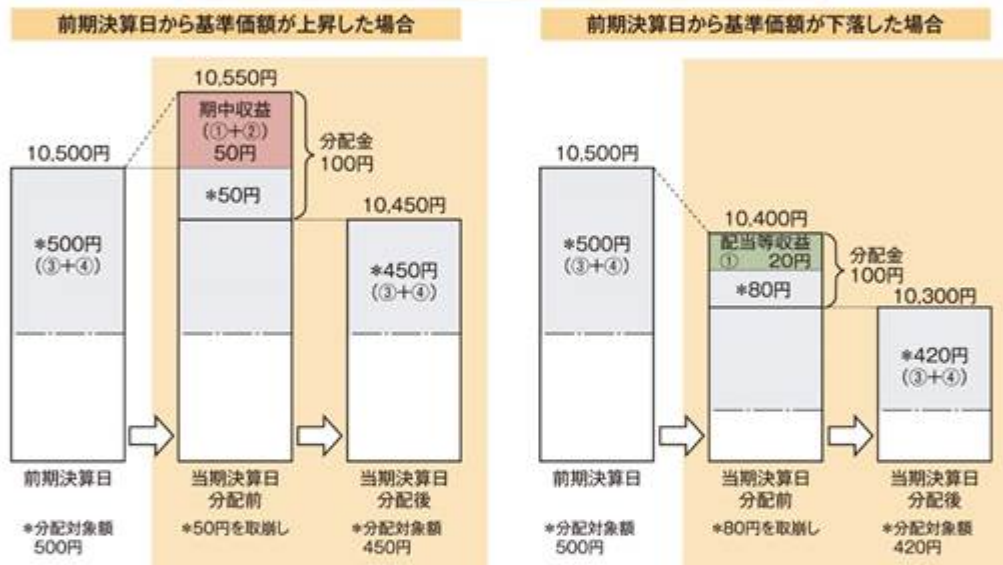 前期決算日から基準価額が上昇した場合
10,550円
期中収益
(①+②)
50円
分配金
100円
10,500円
*50円
10,450円
*500円
(③+④)
*450円
(③+④)
前期決算日
当期決算日
分配前
当期決算日
分配後
*分配対象額
500円
*50円を取崩し
*分配対象額
450円
前期決算日から基準価額が下落した場合
10,500円
10,400円
配当等収益
① 20円
分配金
100円
*500円
(③+④)
*80円
10,300円
*420円
(③+④)
前期決算日
当期決算日
分配前
当期決算日
分配後
*分配対象額
500円
*80円を取崩し
*分配対象額
420円